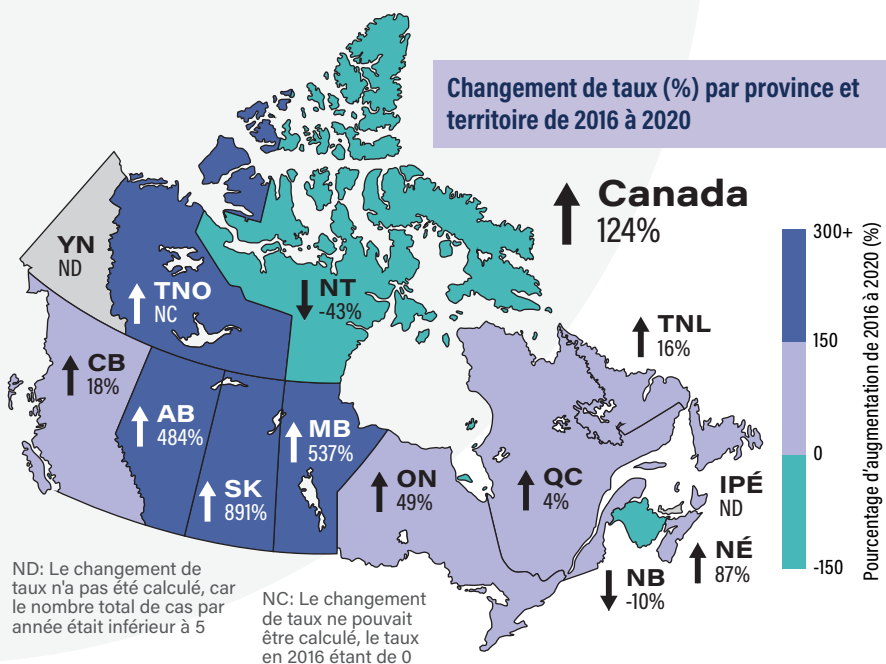 Changement de taux (%) par province et
territoire de 2016 à 2020
Canada
124%
YN
ND
TNO
NC
NT
-43%
TNL
16%
CB
18%
AB
484%
SK
891%
MB
537%
ON
49%
QC
4%
IPÉ
ND
NÉ
87%
NB
-10%
300+
150
0
-150
Pourcentage d'augmentation de 2016 à 2020 (%)
ND: Le changement de
taux n'a pas été calculé, car
le nombre total de cas par
année était inférieur à 5
NC: Le changement
de taux ne pouvait
être calculé, le taux
en 2016 étant de 0